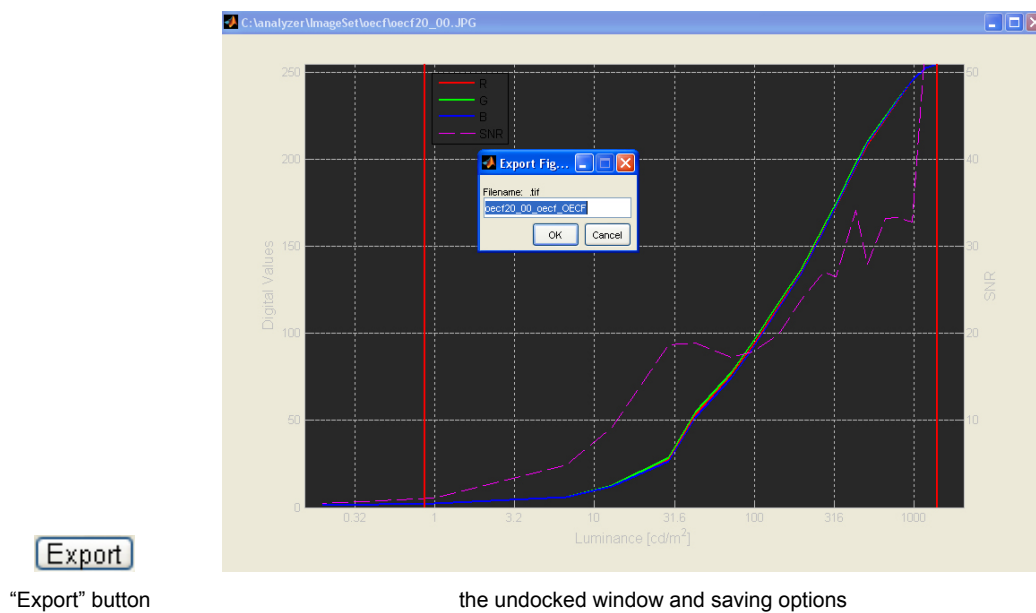 C:\analyzer\ImageSet\oecf\oecf20_00.JPG
250
200
150
100
50
0
Digital Values
50
40
30
20
10
SNR
R
G
B
SNR
Export Fig...
Filename: .tif
oecf20_00_oecf_OECF
OK
Cancel
0.32
1
3.2
10
31.6
100
316
1000
Luminance [cd/m²]
Export
“Export” button
the undocked window and saving options